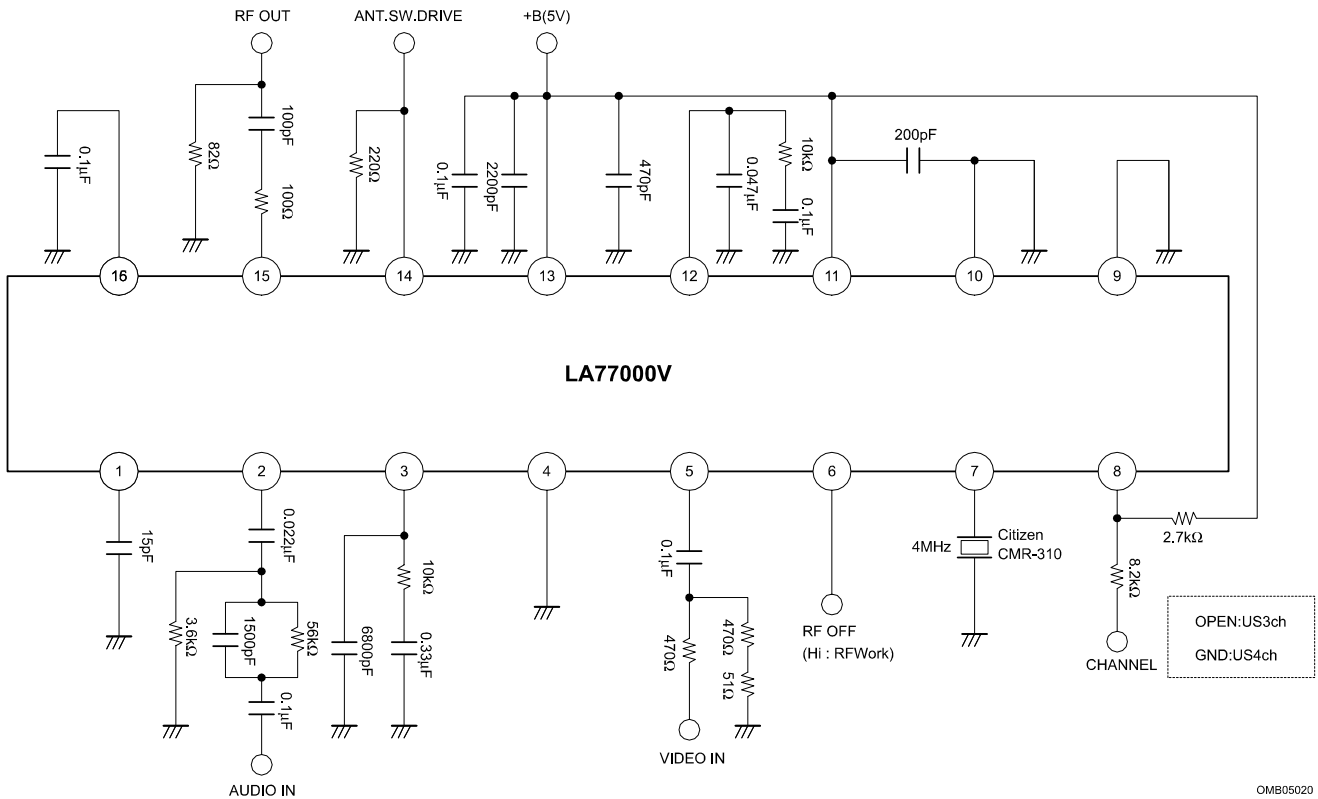 RF OUT
ANT.SW.DRIVE
+B(5V)
0.1μF
82Ω
100pF
100Ω
220Ω
0.1μF
2200pF
470pF
0.047μF
10kΩ
0.1μF
200pF
16
15
14
13
12
11
10
9
LA77000V
1
2
3
4
5
6
7
8
15pF
0.022μF
3.6kΩ
1500pF
56kΩ
0.1μF
AUDIO IN
6800pF
10kΩ
0.33μF
0.1μF
470Ω
470Ω
51Ω
VIDEO IN
RF OFF
(Hi : RFWork)
4MHz
Citizen
CMR-310
2.7kΩ
8.2kΩ
CHANNEL
OPEN:US3ch
GND:US4ch
OMB05020